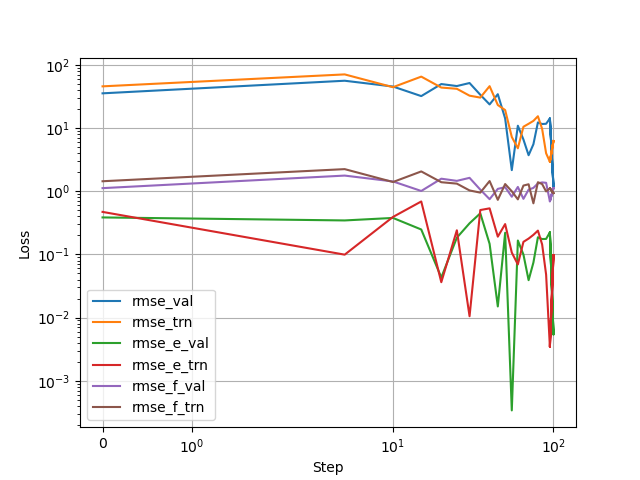 10²
10¹
10⁰
10⁻¹
10⁻²
10⁻³
Loss
rmse_val
rmse_trn
rmse_e_val
rmse_e_trn
rmse_f_val
rmse_f_trn
0
10⁰
10¹
10²
Step